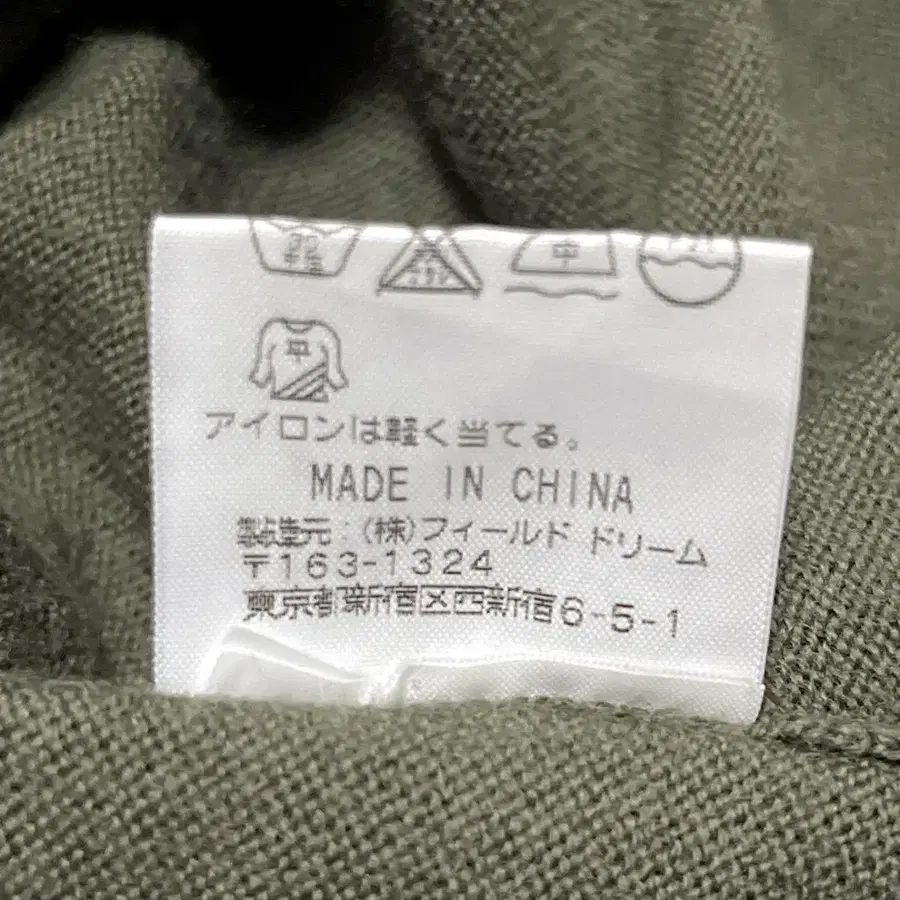 中
平
アイロンは軽く当てる。
MADE IN CHINA
製造元:(株)フィールド ドリーム
〒163-1324
東京都新宿区西新宿6-5-1